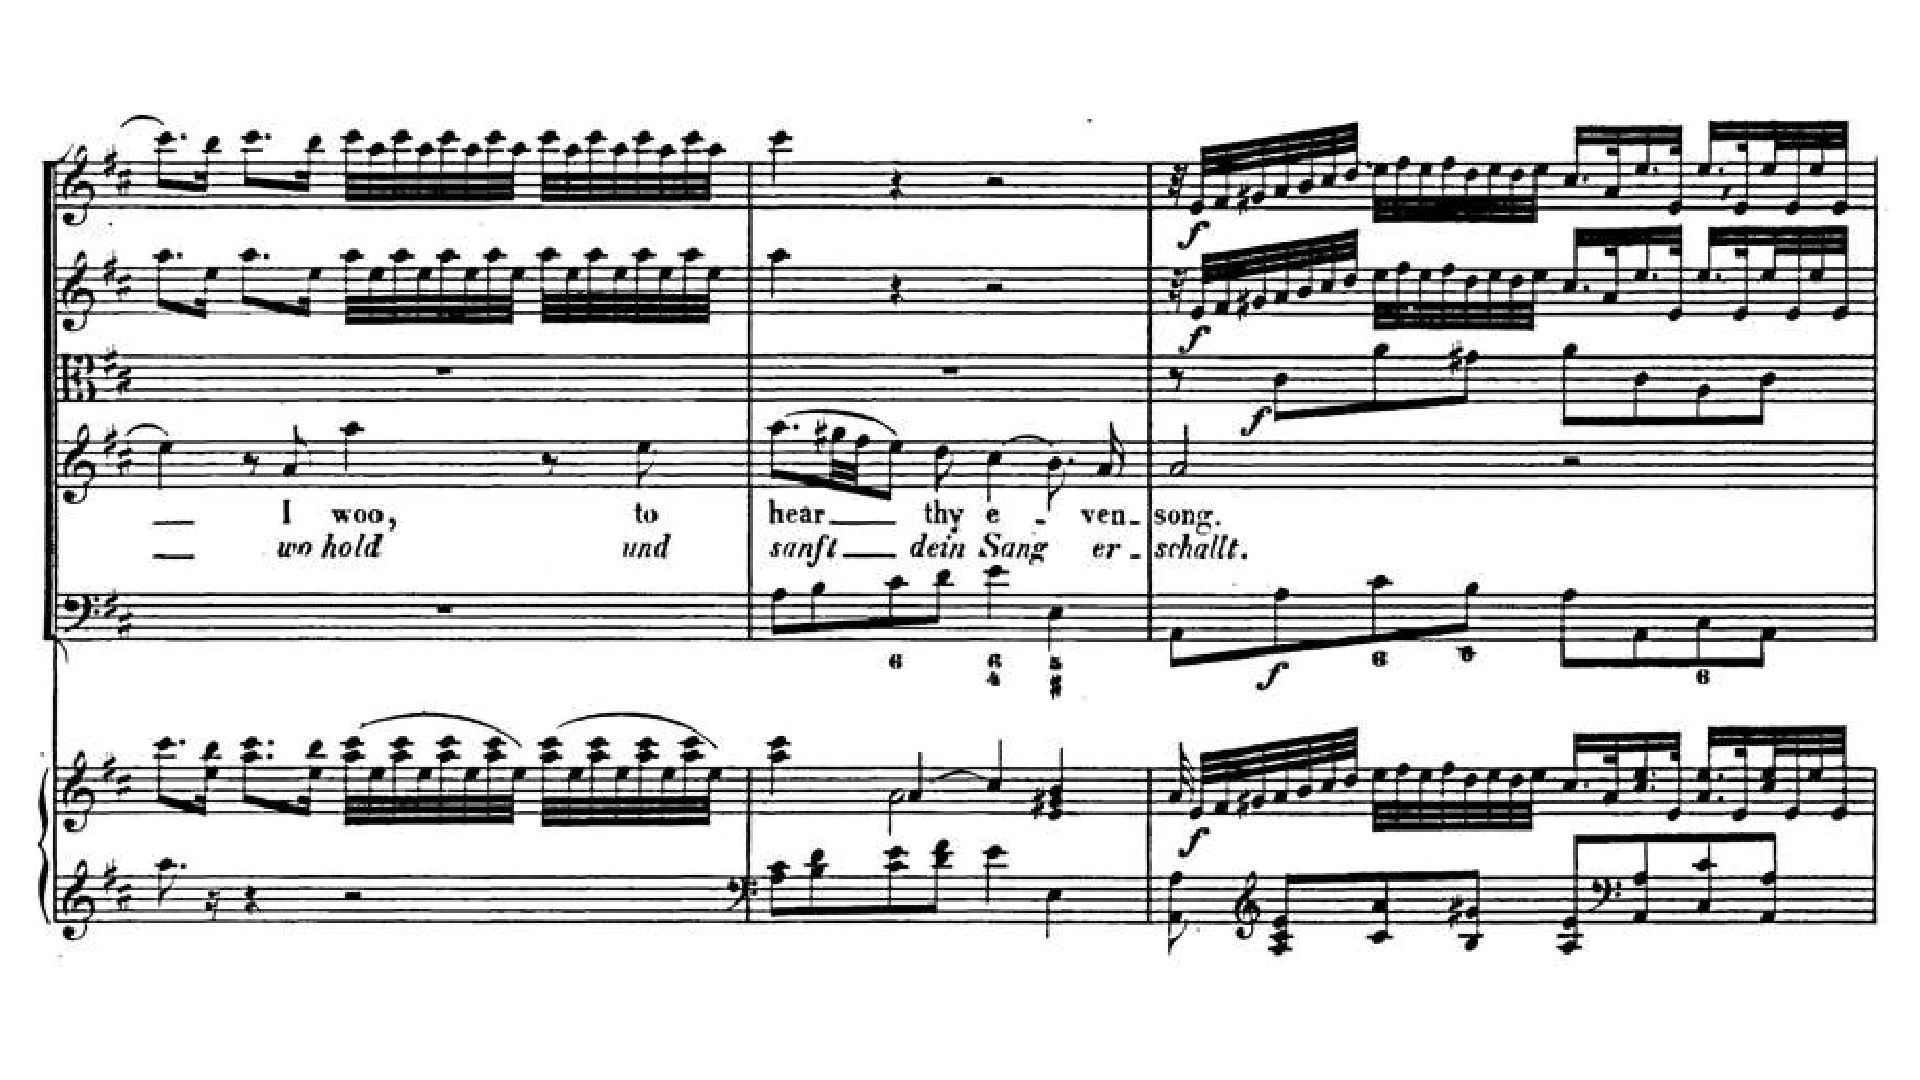 I woo, to hear thy e - ven - song.
wo hold und sanft dein Sang er - schallt.